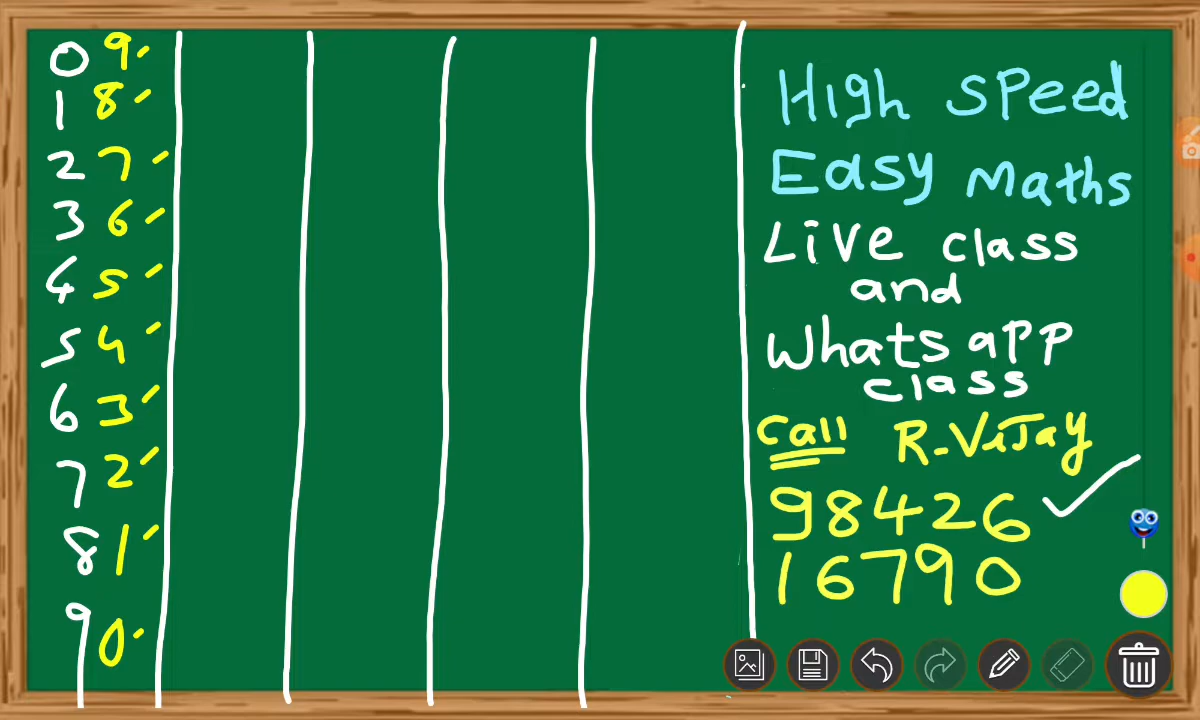 0 9
1 8
2 7
3 6
4 5
5 4
6 3
7 2
8 1
9 0
High speed
Easy maths
Live class
and
Whats app
class
Call R-ViJay
98426
16790